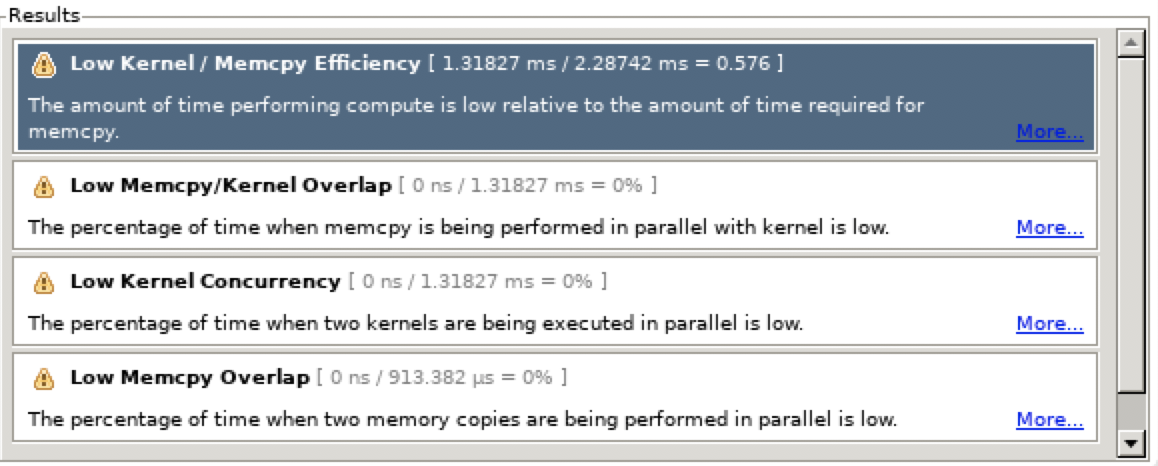 Results
Low Kernel / Memcpy Efficiency [ 1.31827 ms / 2.28742 ms = 0.576 ]
The amount of time performing compute is low relative to the amount of time required for
memcpy.
More...
Low Memcpy/Kernel Overlap [ 0 ns / 1.31827 ms = 0% ]
The percentage of time when memcpy is being performed in parallel with kernel is low.
More...
Low Kernel Concurrency [ 0 ns / 1.31827 ms = 0% ]
The percentage of time when two kernels are being executed in parallel is low.
More...
Low Memcpy Overlap [ 0 ns / 913.382 µs = 0% ]
The percentage of time when two memory copies are being performed in parallel is low.
More...